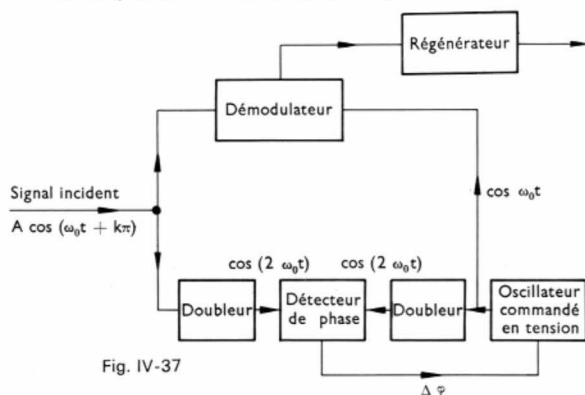 Régénérateur
Démodulateur
Signal incident
A cos (ω₀t + kπ)
cos ω₀t
cos (2 ω₀t)
cos (2 ω₀t)
Doubleur
Détecteur
de phase
Doubleur
Oscillateur
commandé
en tension
Fig. IV-37
Δ φ